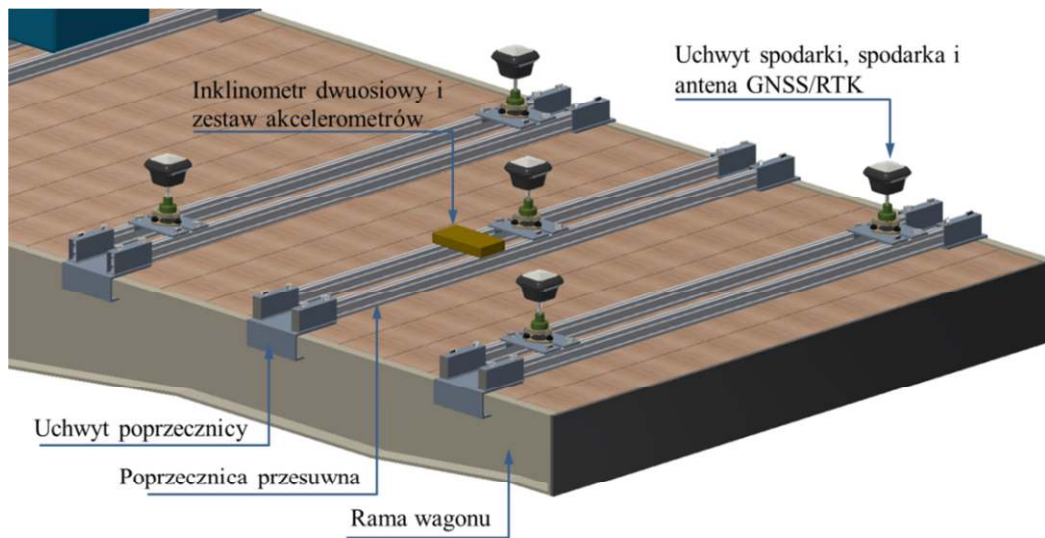 Uchwyt spodarki, spodarka i
antena GNSS/RTK
Inklinometr dwuosiowy i
zestaw akcelerometrów
Uchwyt poprzecznicy
Poprzecznica przesuwna
Rama wagonu